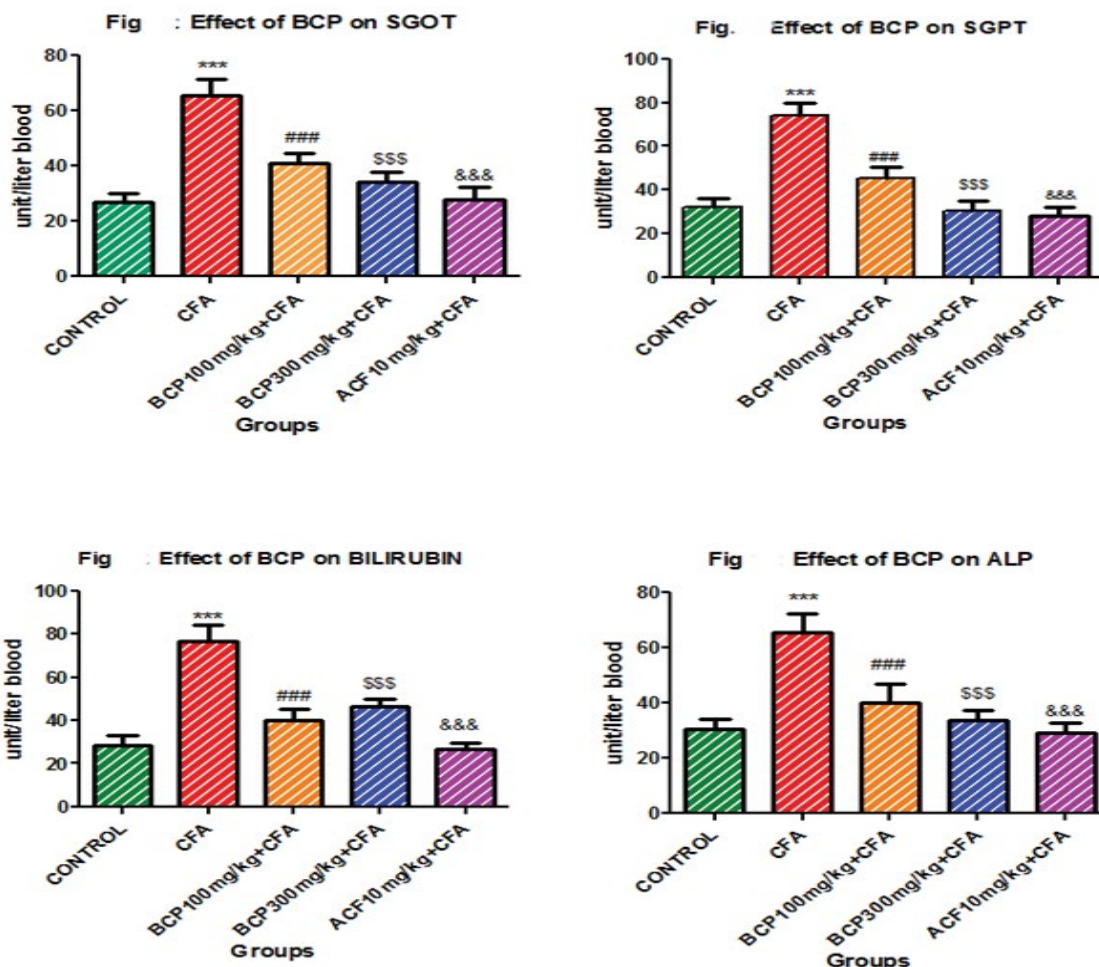 Fig : Effect of BCP on SGOT
unit/liter blood
80
60
40
20
0
***
###
$$$
&&&
CONTROL
CFA
BCP100mg/kg+CFA
BCP300mg/kg+CFA
ACF10mg/kg+CFA
Groups
Fig. Effect of BCP on SGPT
unit/liter blood
100
80
60
40
20
0
***
###
$$$
&&&
CONTROL
CFA
BCP100mg/kg+CFA
BCP300mg/kg+CFA
ACF10mg/kg+CFA
Groups
Fig : Effect of BCP on BILIRUBIN
unit/liter blood
100
80
60
40
20
0
***
###
$$$
&&&
CONTROL
CFA
BCP100mg/kg+CFA
BCP300mg/kg+CFA
ACF10mg/kg+CFA
Groups
Fig : Effect of BCP on ALP
unit/liter blood
80
60
40
20
0
***
###
$$$
&&&
CONTROL
CFA
BCP100mg/kg+CFA
BCP300mg/kg+CFA
ACF10mg/kg+CFA
Groups